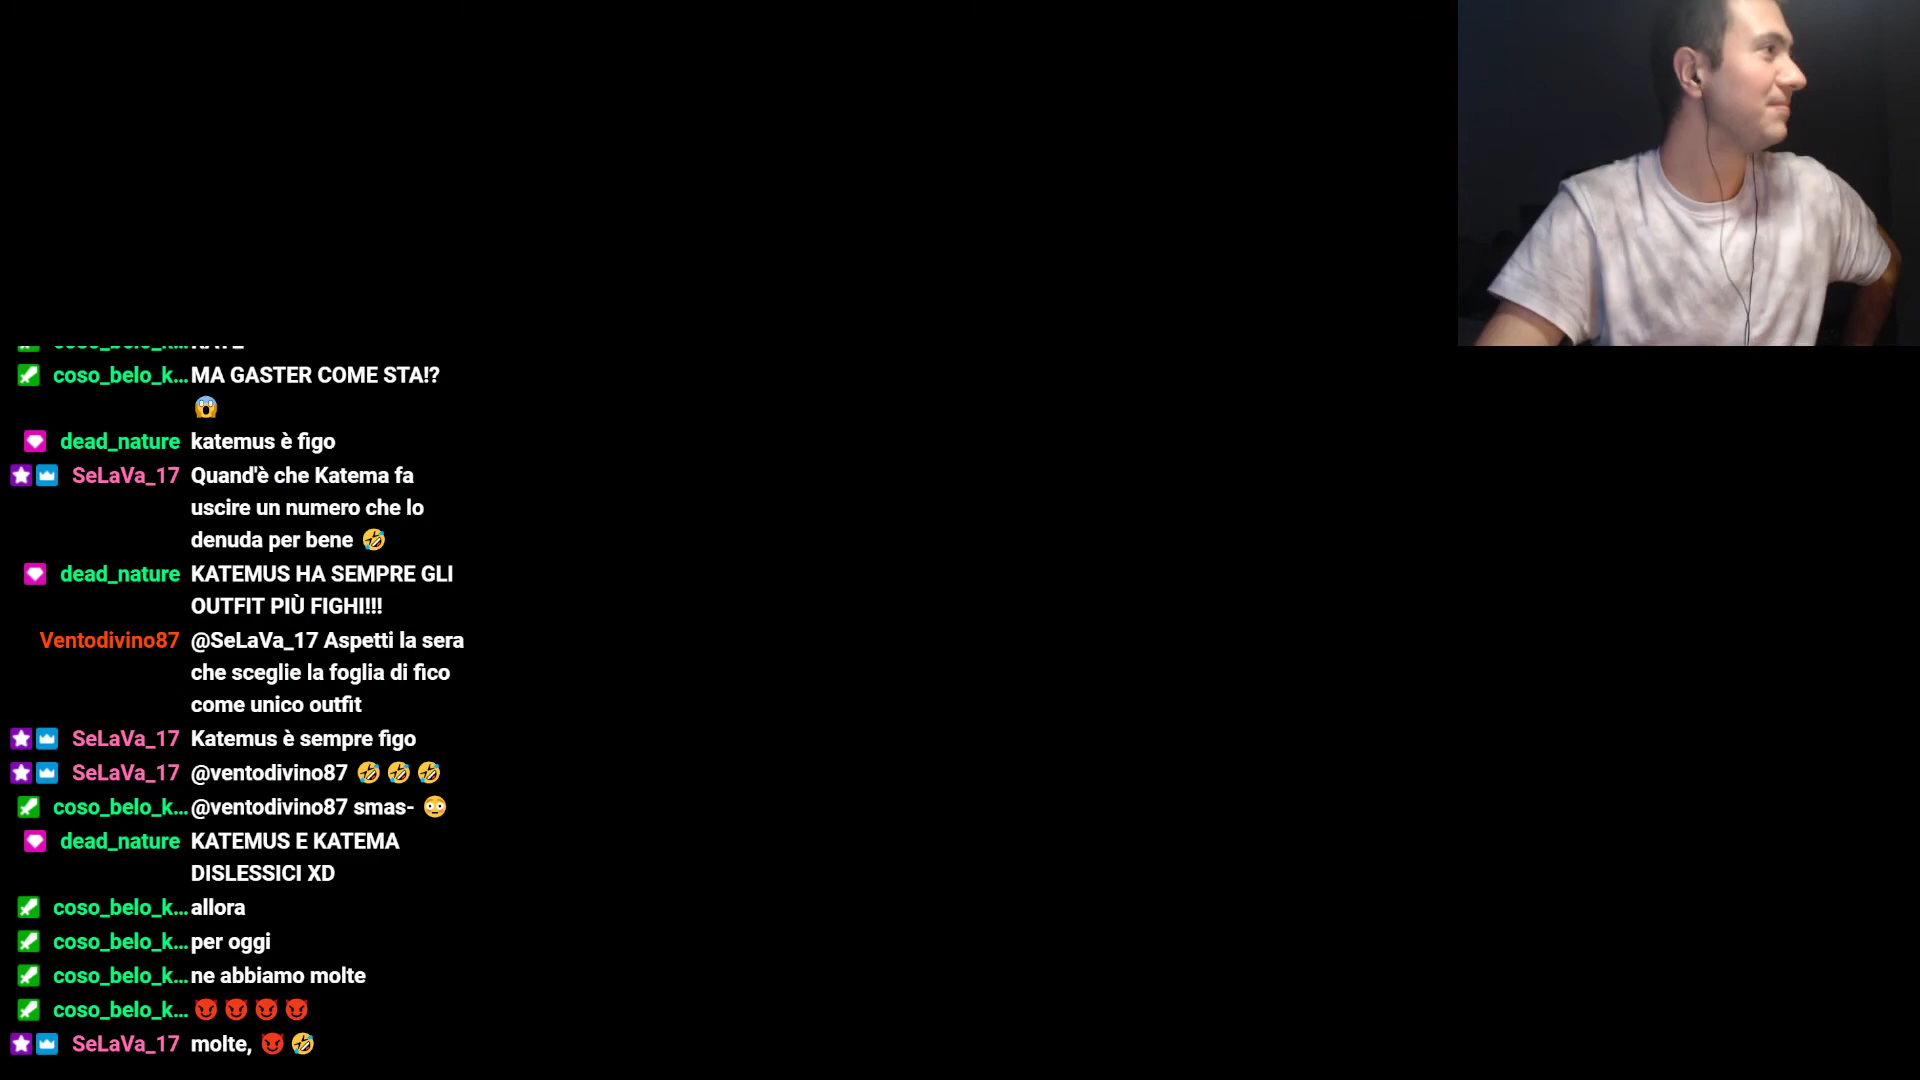 coso_belo_k... KATE
coso_belo_k... MA GASTER COME STA!?
😱
dead_nature katemus è figo
SeLaVa_17 Quand'è che Katema fa
uscire un numero che lo
denuda per bene 🤣
dead_nature KATEMUS HA SEMPRE GLI
OUTFIT PIÙ FIGHI!!!
Ventodivino87 @SeLaVa_17 Aspetti la sera
che sceglie la foglia di fico
come unico outfit
SeLaVa_17 Katemus è sempre figo
SeLaVa_17 @ventodivino87 🤣 🤣 🤣
coso_belo_k... @ventodivino87 smas- 😳
dead_nature KATEMUS E KATEMA
DISLESSICI XD
coso_belo_k... allora
coso_belo_k... per oggi
coso_belo_k... ne abbiamo molte
coso_belo_k... 😈 😈 😈 😈
SeLaVa_17 molte, 😈 🤣